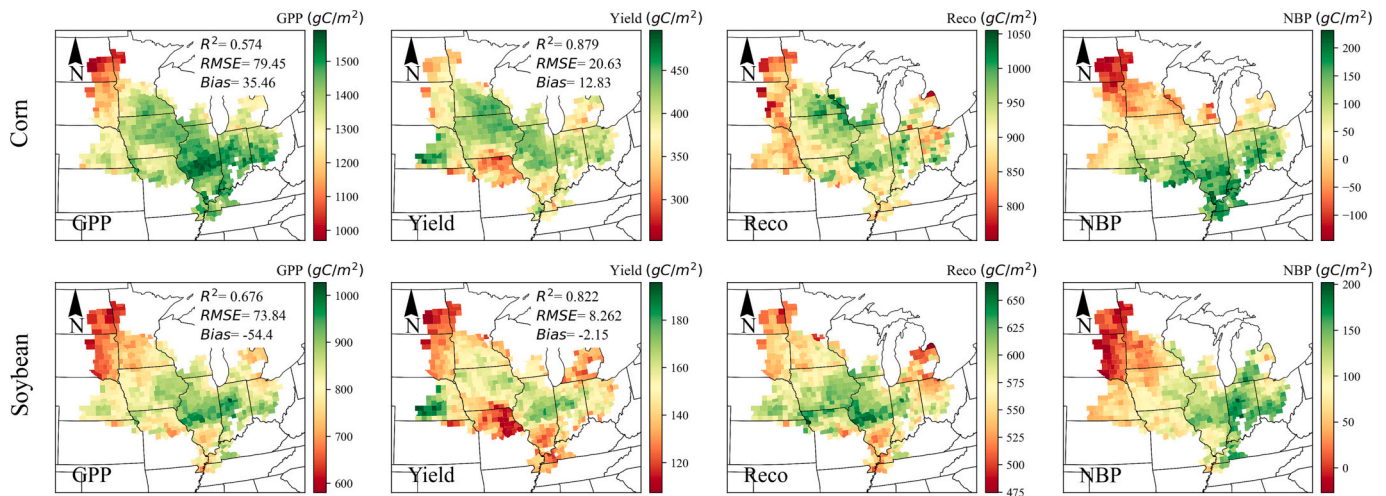 GPP (gC/m²)
Yield (gC/m²)
Reco (gC/m²)
NBP (gC/m²)
Corn
N
R²= 0.574
RMSE= 79.45
Bias= 35.46
GPP
1500
1400
1300
1200
1100
1000
N
R²= 0.879
RMSE= 20.63
Bias= 12.83
Yield
450
400
350
300
N
Reco
1050
1000
950
900
850
800
N
NBP
200
150
100
50
0
-50
-100
GPP (gC/m²)
Yield (gC/m²)
Reco (gC/m²)
NBP (gC/m²)
Soybean
N
R²= 0.676
RMSE= 73.84
Bias= -54.4
GPP
1000
900
800
700
600
N
R²= 0.822
RMSE= 8.262
Bias= -2.15
Yield
180
160
140
120
N
Reco
650
625
600
575
550
525
500
475
N
NBP
200
150
100
50
0